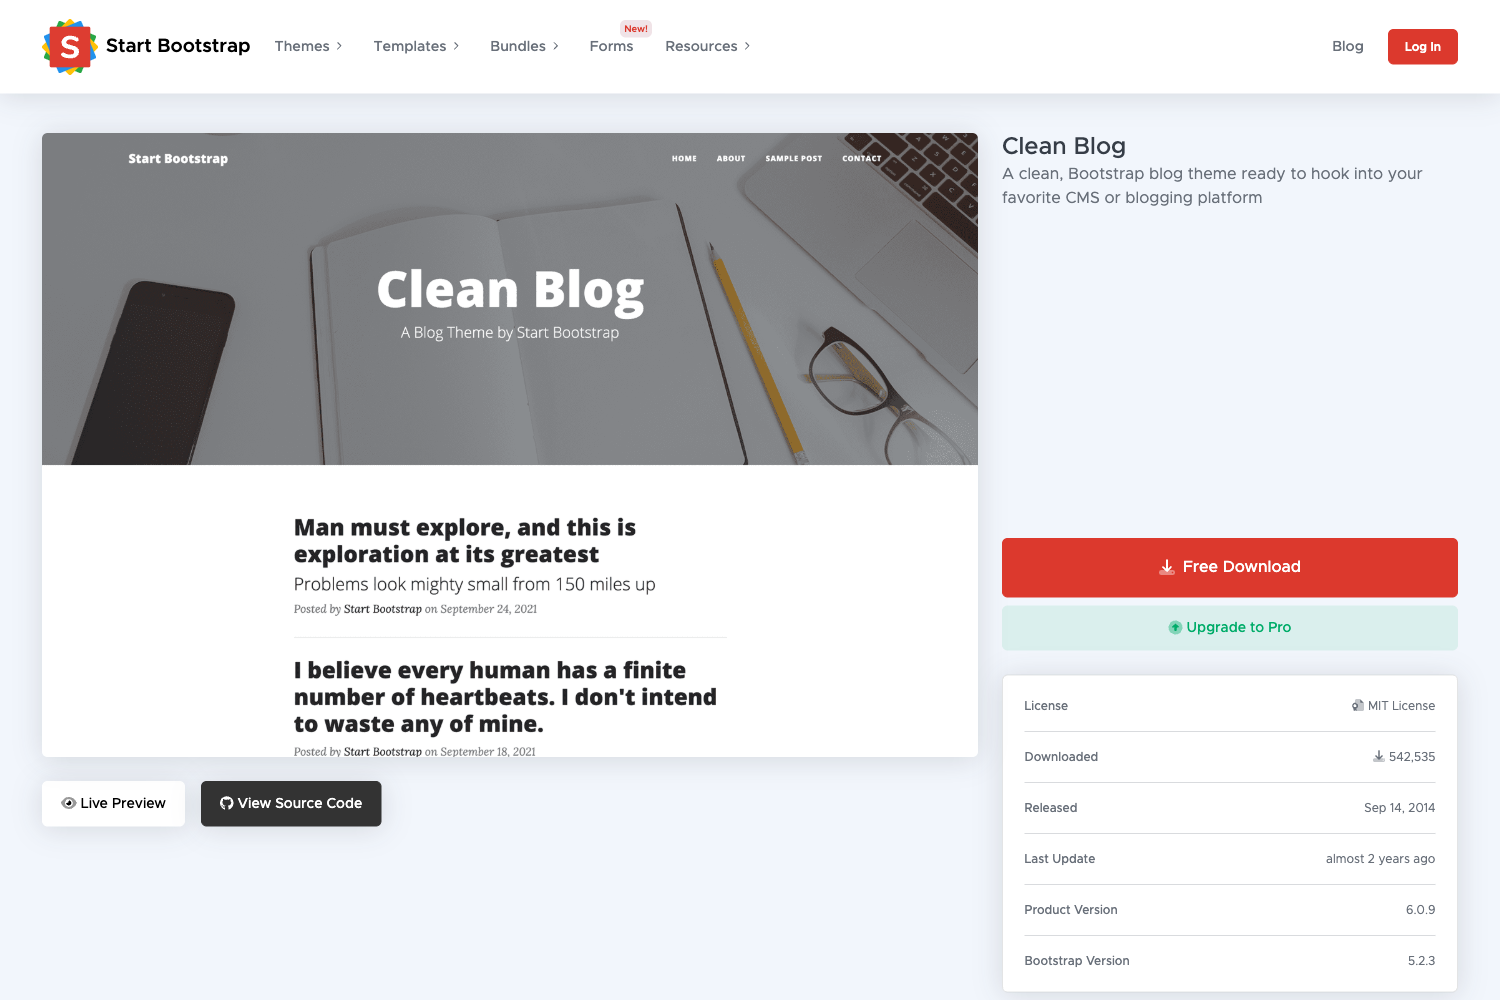 S Start Bootstrap
Themes
Templates
Bundles
Forms
New!
Resources
Blog
Log In
Start Bootstrap
HOME ABOUT SAMPLE POST CONTACT
Clean Blog
A Blog Theme by Start Bootstrap
Man must explore, and this is
exploration at its greatest
Problems look mighty small from 150 miles up
Posted by Start Bootstrap on September 24, 2021
I believe every human has a finite
number of heartbeats. I don't intend
to waste any of mine.
Posted by Start Bootstrap on September 18, 2021
Live Preview
View Source Code
Clean Blog
A clean, Bootstrap blog theme ready to hook into your
favorite CMS or blogging platform
Free Download
Upgrade to Pro
License MIT License
Downloaded 542,535
Released Sep 14, 2014
Last Update almost 2 years ago
Product Version 6.0.9
Bootstrap Version 5.2.3